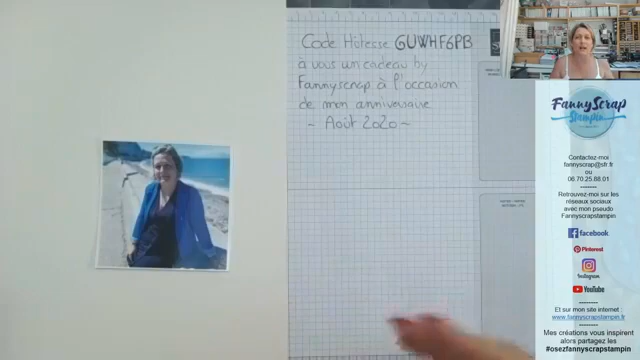 Code Hôtesse GUWHF6PB
à vous un cadeau by
Fannyscrap à l'occasion
de mon anniversaire
~ Août 2020 ~
FannyScrap
Stampin
Contactez-moi
fannyscrap@sfr.fr
ou
06.70.25.68.01
--------
Retrouvez-moi sur les
réseaux sociaux
avec mon pseudo
Fannyscrapstampin
facebook
Pinterest
Instagram
YouTube
--------
Et sur mon site internet :
www.fannyscrapstampin.fr
--------
Mes créations vous inspirent
alors partagez les
#osezfannyscrapstampin